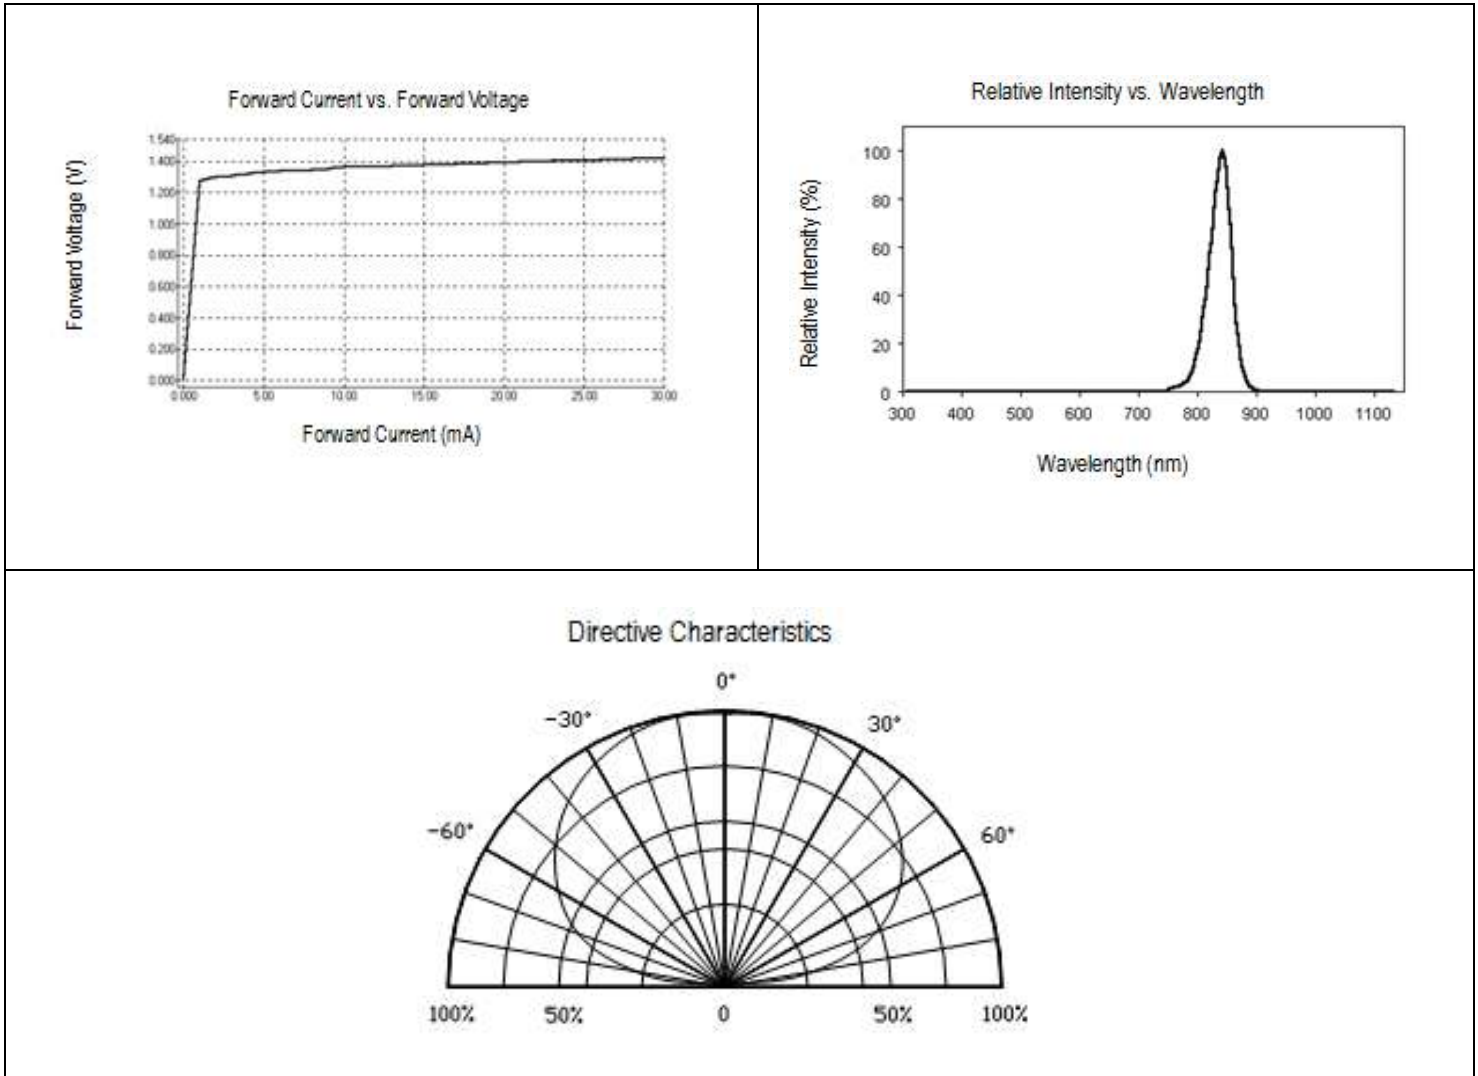 Forward Current vs. Forward Voltage
Forward Voltage (V)
1.540
1.400
1.200
1.000
0.800
0.600
0.400
0.200
0.000
0.000 5.00 10.00 15.00 20.00 25.00 30.00
Forward Current (mA)
Relative Intensity vs. Wavelength
Relative Intensity (%)
100
80
60
40
20
0
300 400 500 600 700 800 900 1000 1100
Wavelength (nm)
Directive Characteristics
0°
-30° 30°
-60° 60°
100% 50% 0 50% 100%